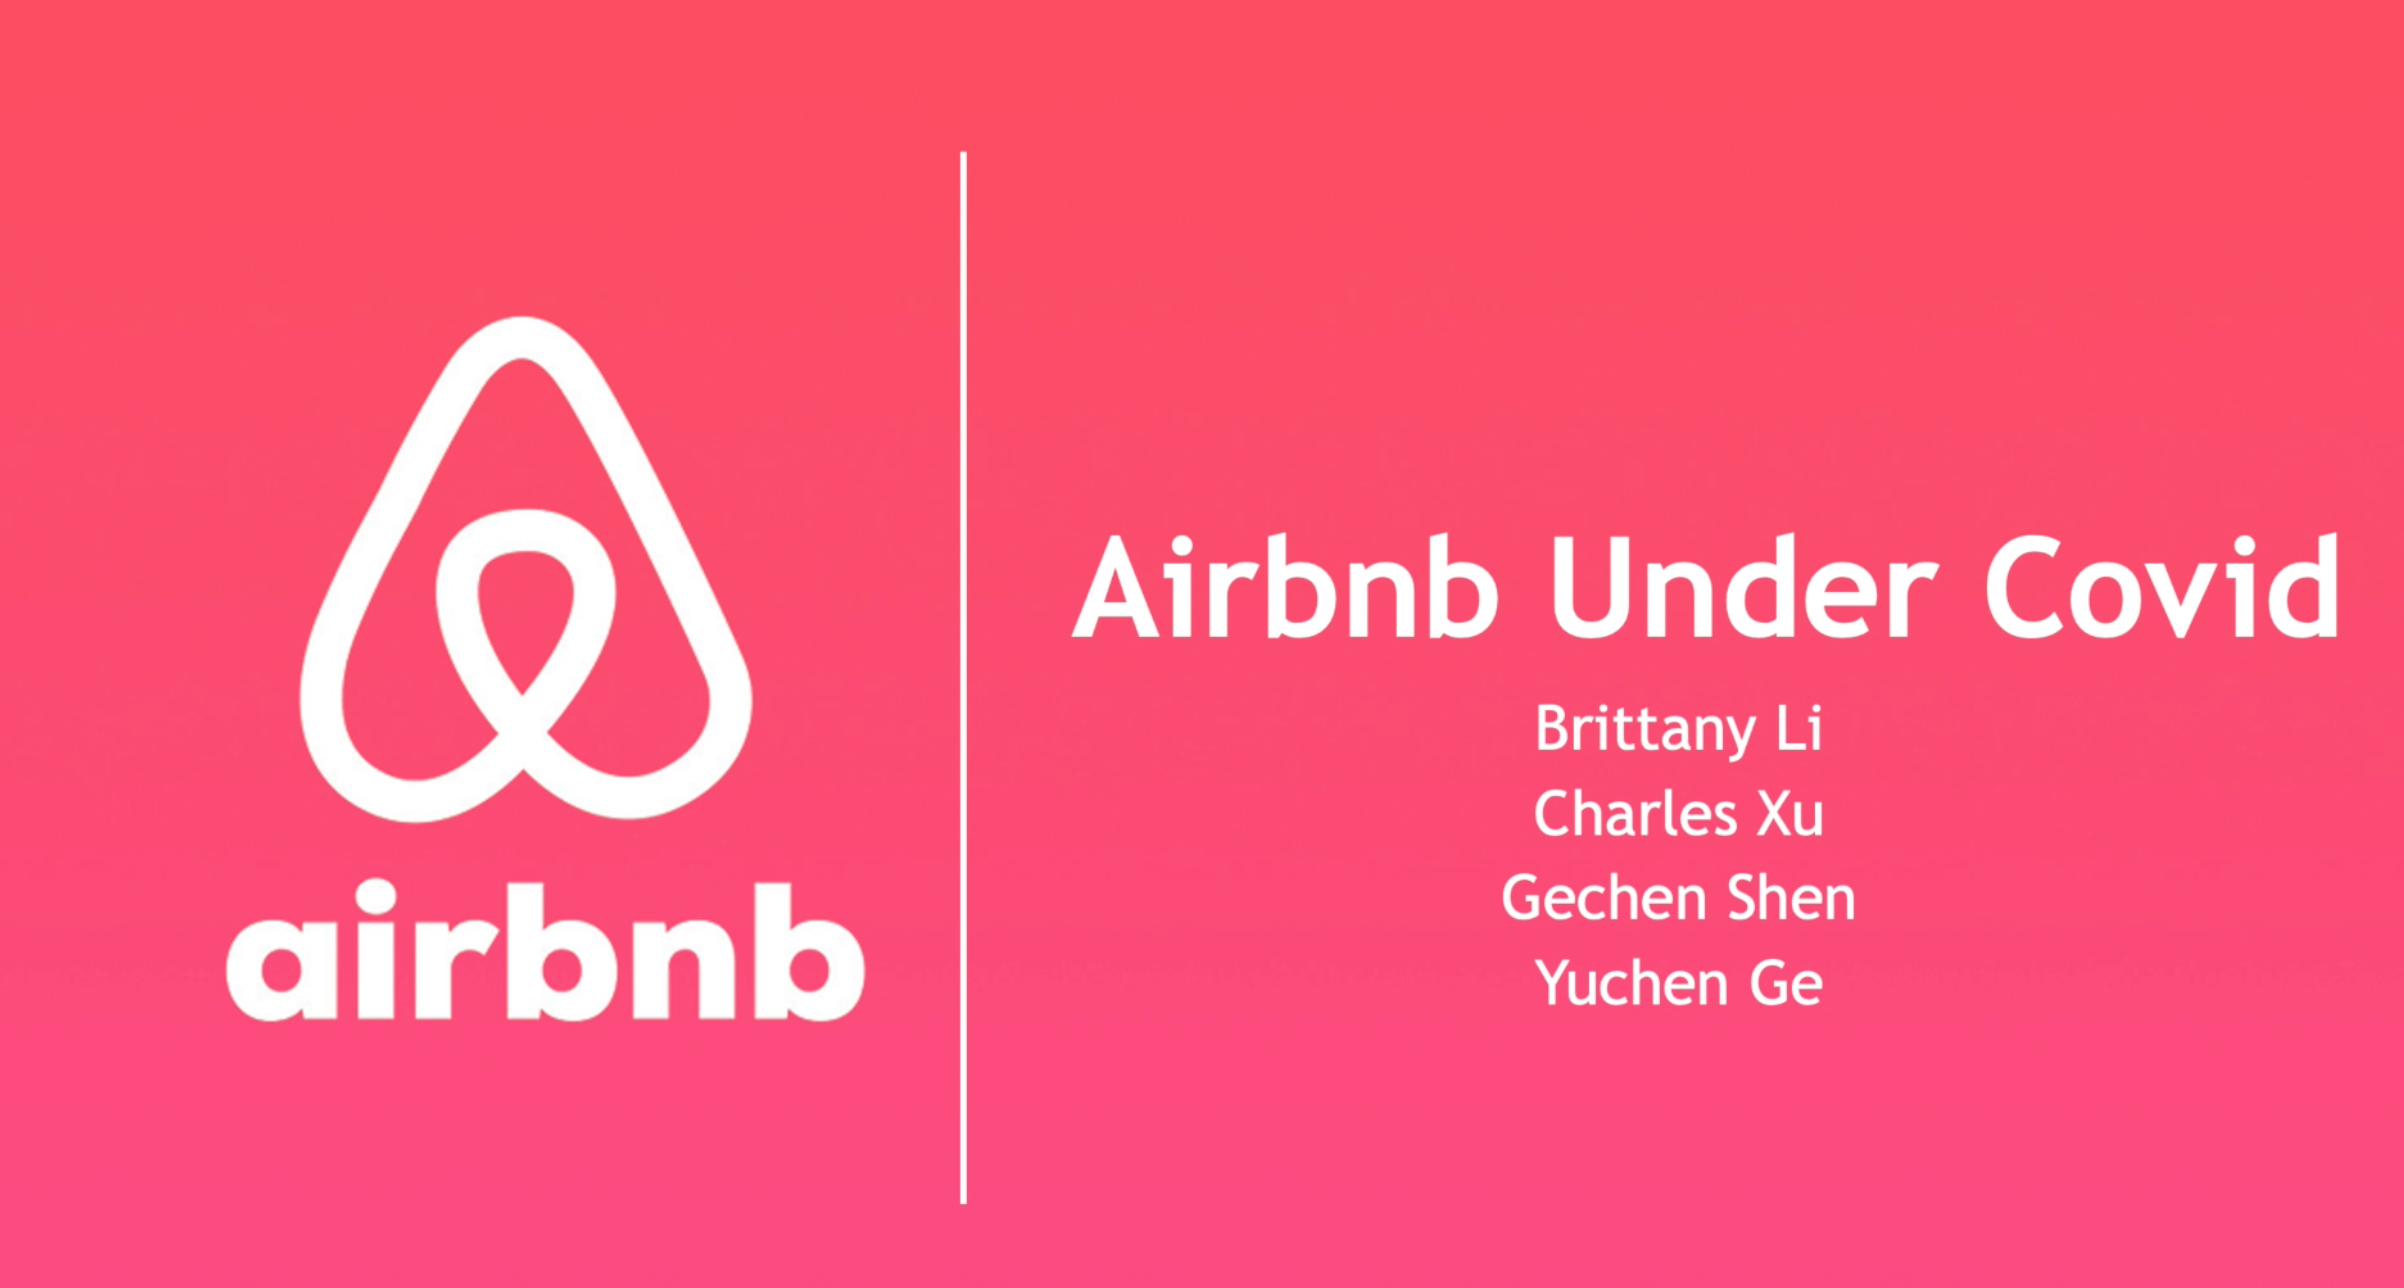 airbnb
Airbnb Under Covid
Brittany Li
Charles Xu
Gechen Shen
Yuchen Ge